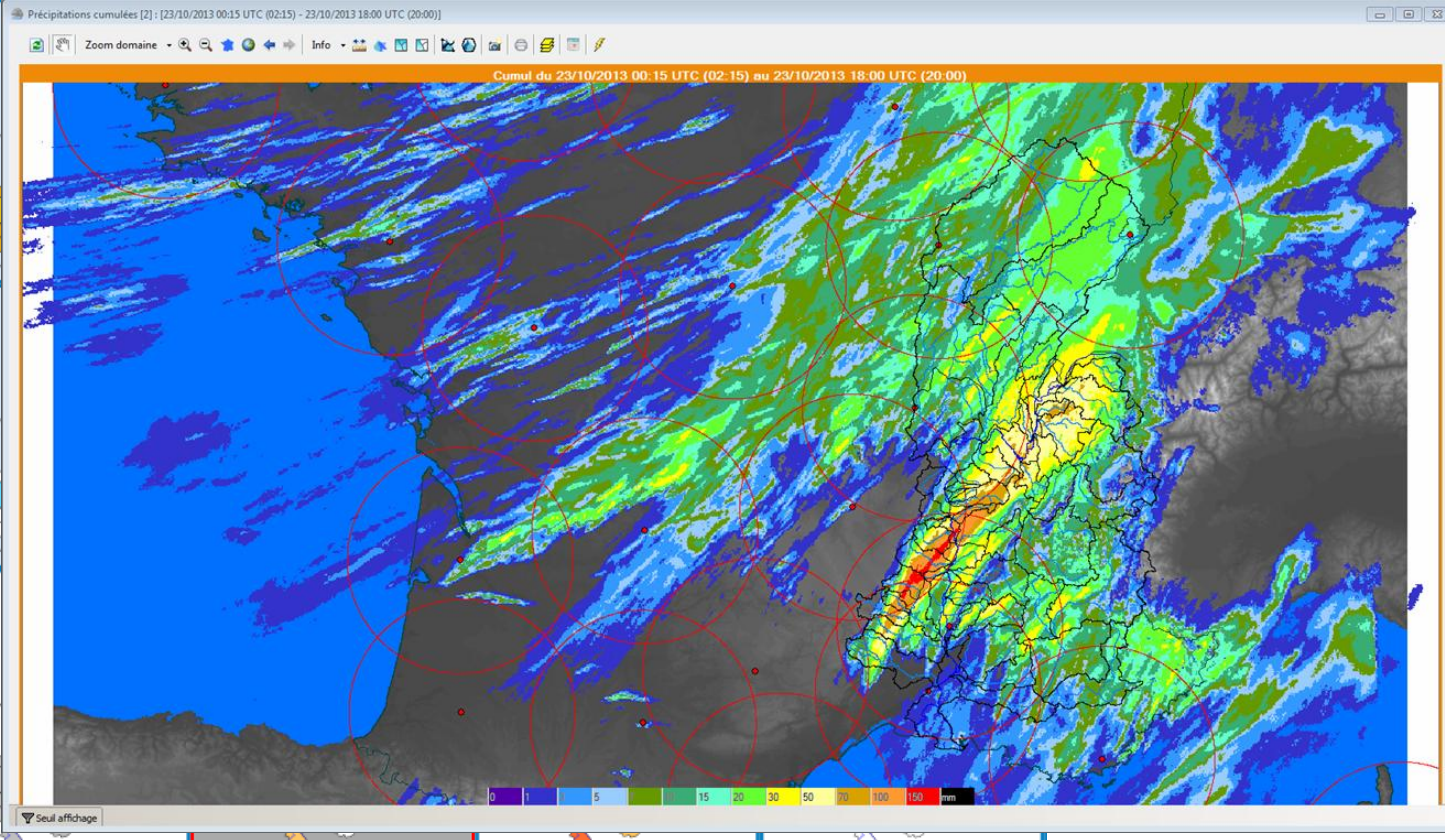 Précipitations cumulées [2] : [23/10/2013 00:15 UTC (02:15) - 23/10/2013 18:00 UTC (20:00)]
Zoom domaine Info
Cumul du 23/10/2013 00:15 UTC (02:15) au 23/10/2013 18:00 UTC (20:00)
0 1 5 15 20 30 50 70 100 150 mm
Seuil affichage